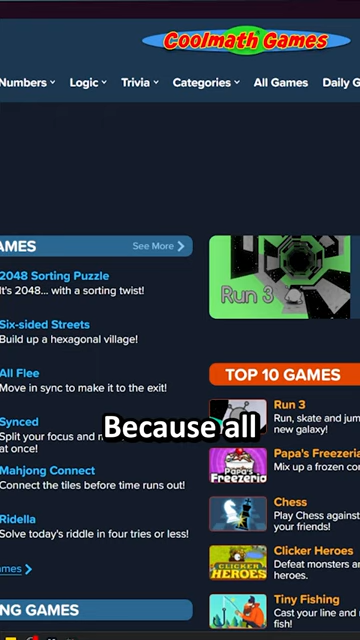 Coolmath Games
Numbers
Logic
Trivia
Categories
All Games
Daily G
AMES
See More
2048 Sorting Puzzle
It's 2048... with a sorting twist!
Run 3
Six-sided Streets
Build up a hexagonal village!
All Flee
Move in sync to make it to the exit!
TOP 10 GAMES
Synced
Split your focus and m
at once!
Because all
Run 3
Run, skate and jum
new galaxy!
Mahjong Connect
Connect the tiles before time runs out!
Papa's Freezeria
Papa's Freezeria
Mix up a frozen con
Ridella
Solve today's riddle in four tries or less!
Chess
Play Chess against
your friends!
ames
CLICKER
HEROES
Clicker Heroes
Defeat monsters a
heroes.
NG GAMES
Tiny Fishing
Cast your line and
fish!